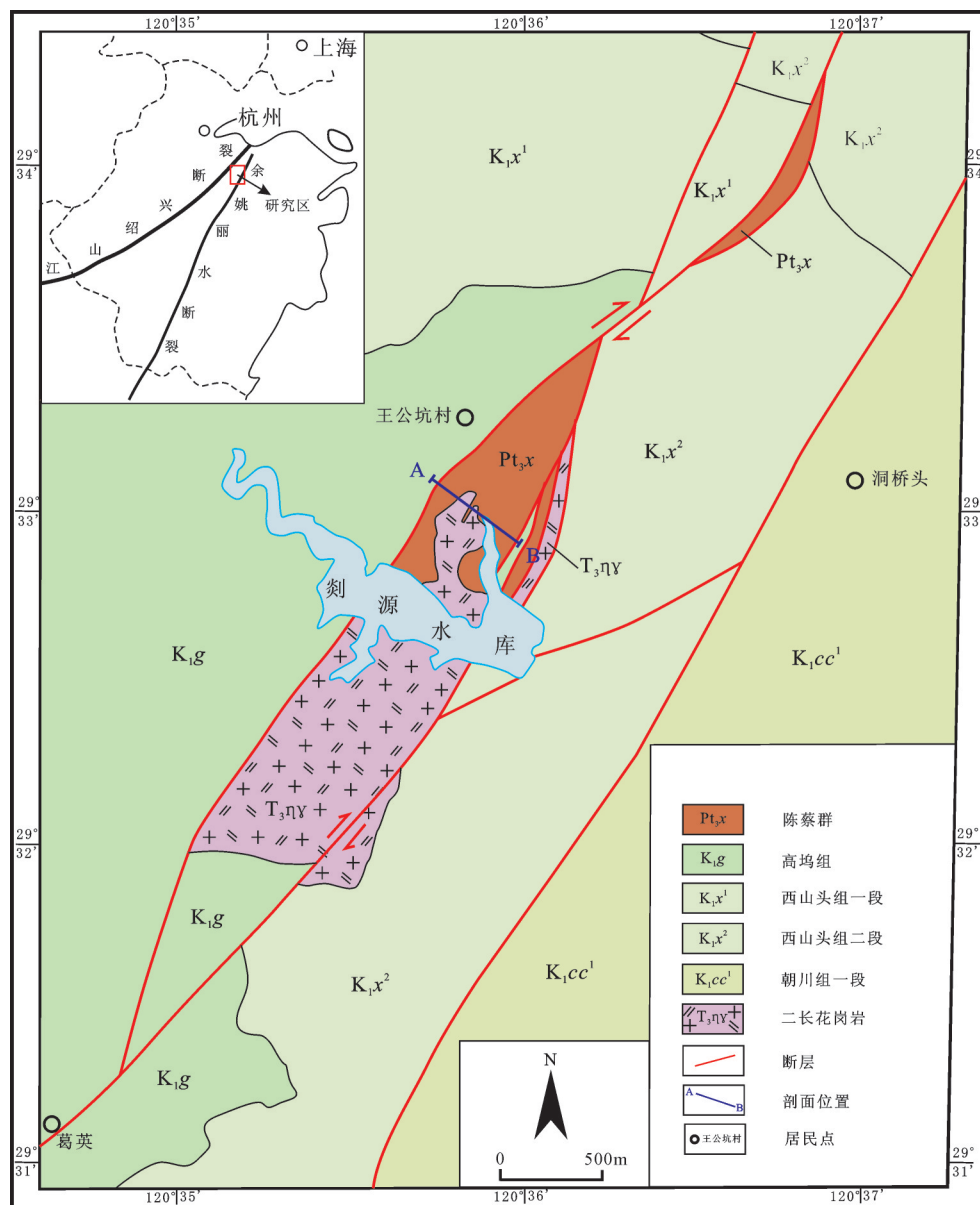 120°35′
120°36′
120°37′
上海
杭州
江山绍兴断裂
余姚丽水断裂
研究区
29°
34′
29°
34′
K₁x²
K₁x²
K₁x¹
K₁x¹
Pt₃x
王公坑村
Pt₃x
K₁x²
洞桥头
A
B
29°
33′
29°
33′
T₃ηγ
剡源水库
K₁g
K₁cc¹
T₃ηγ
29°
32′
29°
32′
K₁g
K₁x²
K₁cc¹
K₁g
葛英
29°
31′
29°
31′
N
0 500m
Pt₃x 陈蔡群
K₁g 高坞组
K₁x¹ 西山头组一段
K₁x² 西山头组二段
K₁cc¹ 朝川组一段
T₃ηγ 二长花岗岩
断层
A B 剖面位置
王公坑村 居民点
120°35′
120°36′
120°37′